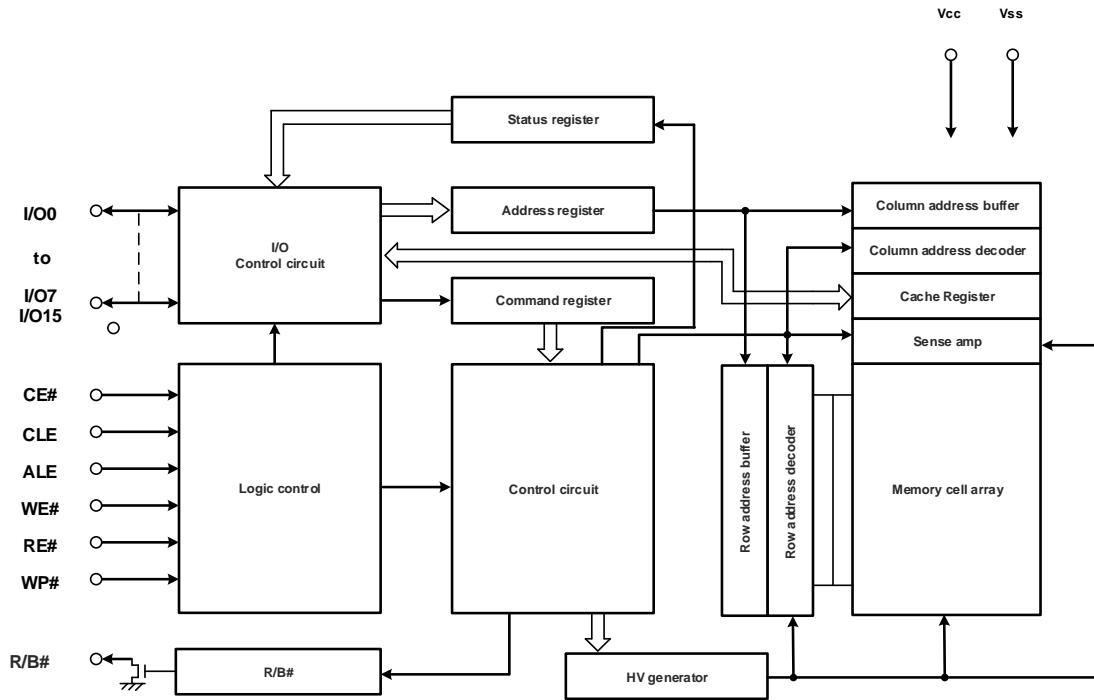 Vcc Vss
Status register
I/O0
Address register
Column address buffer
I/O
Control circuit
to
Column address decoder
I/O7
I/O15
Command register
Cache Register
Sense amp
CE#
CLE
ALE
WE#
RE#
WP#
Logic control
Control circuit
Row address buffer
Row address decoder
Memory cell array
R/B#
R/B#
HV generator